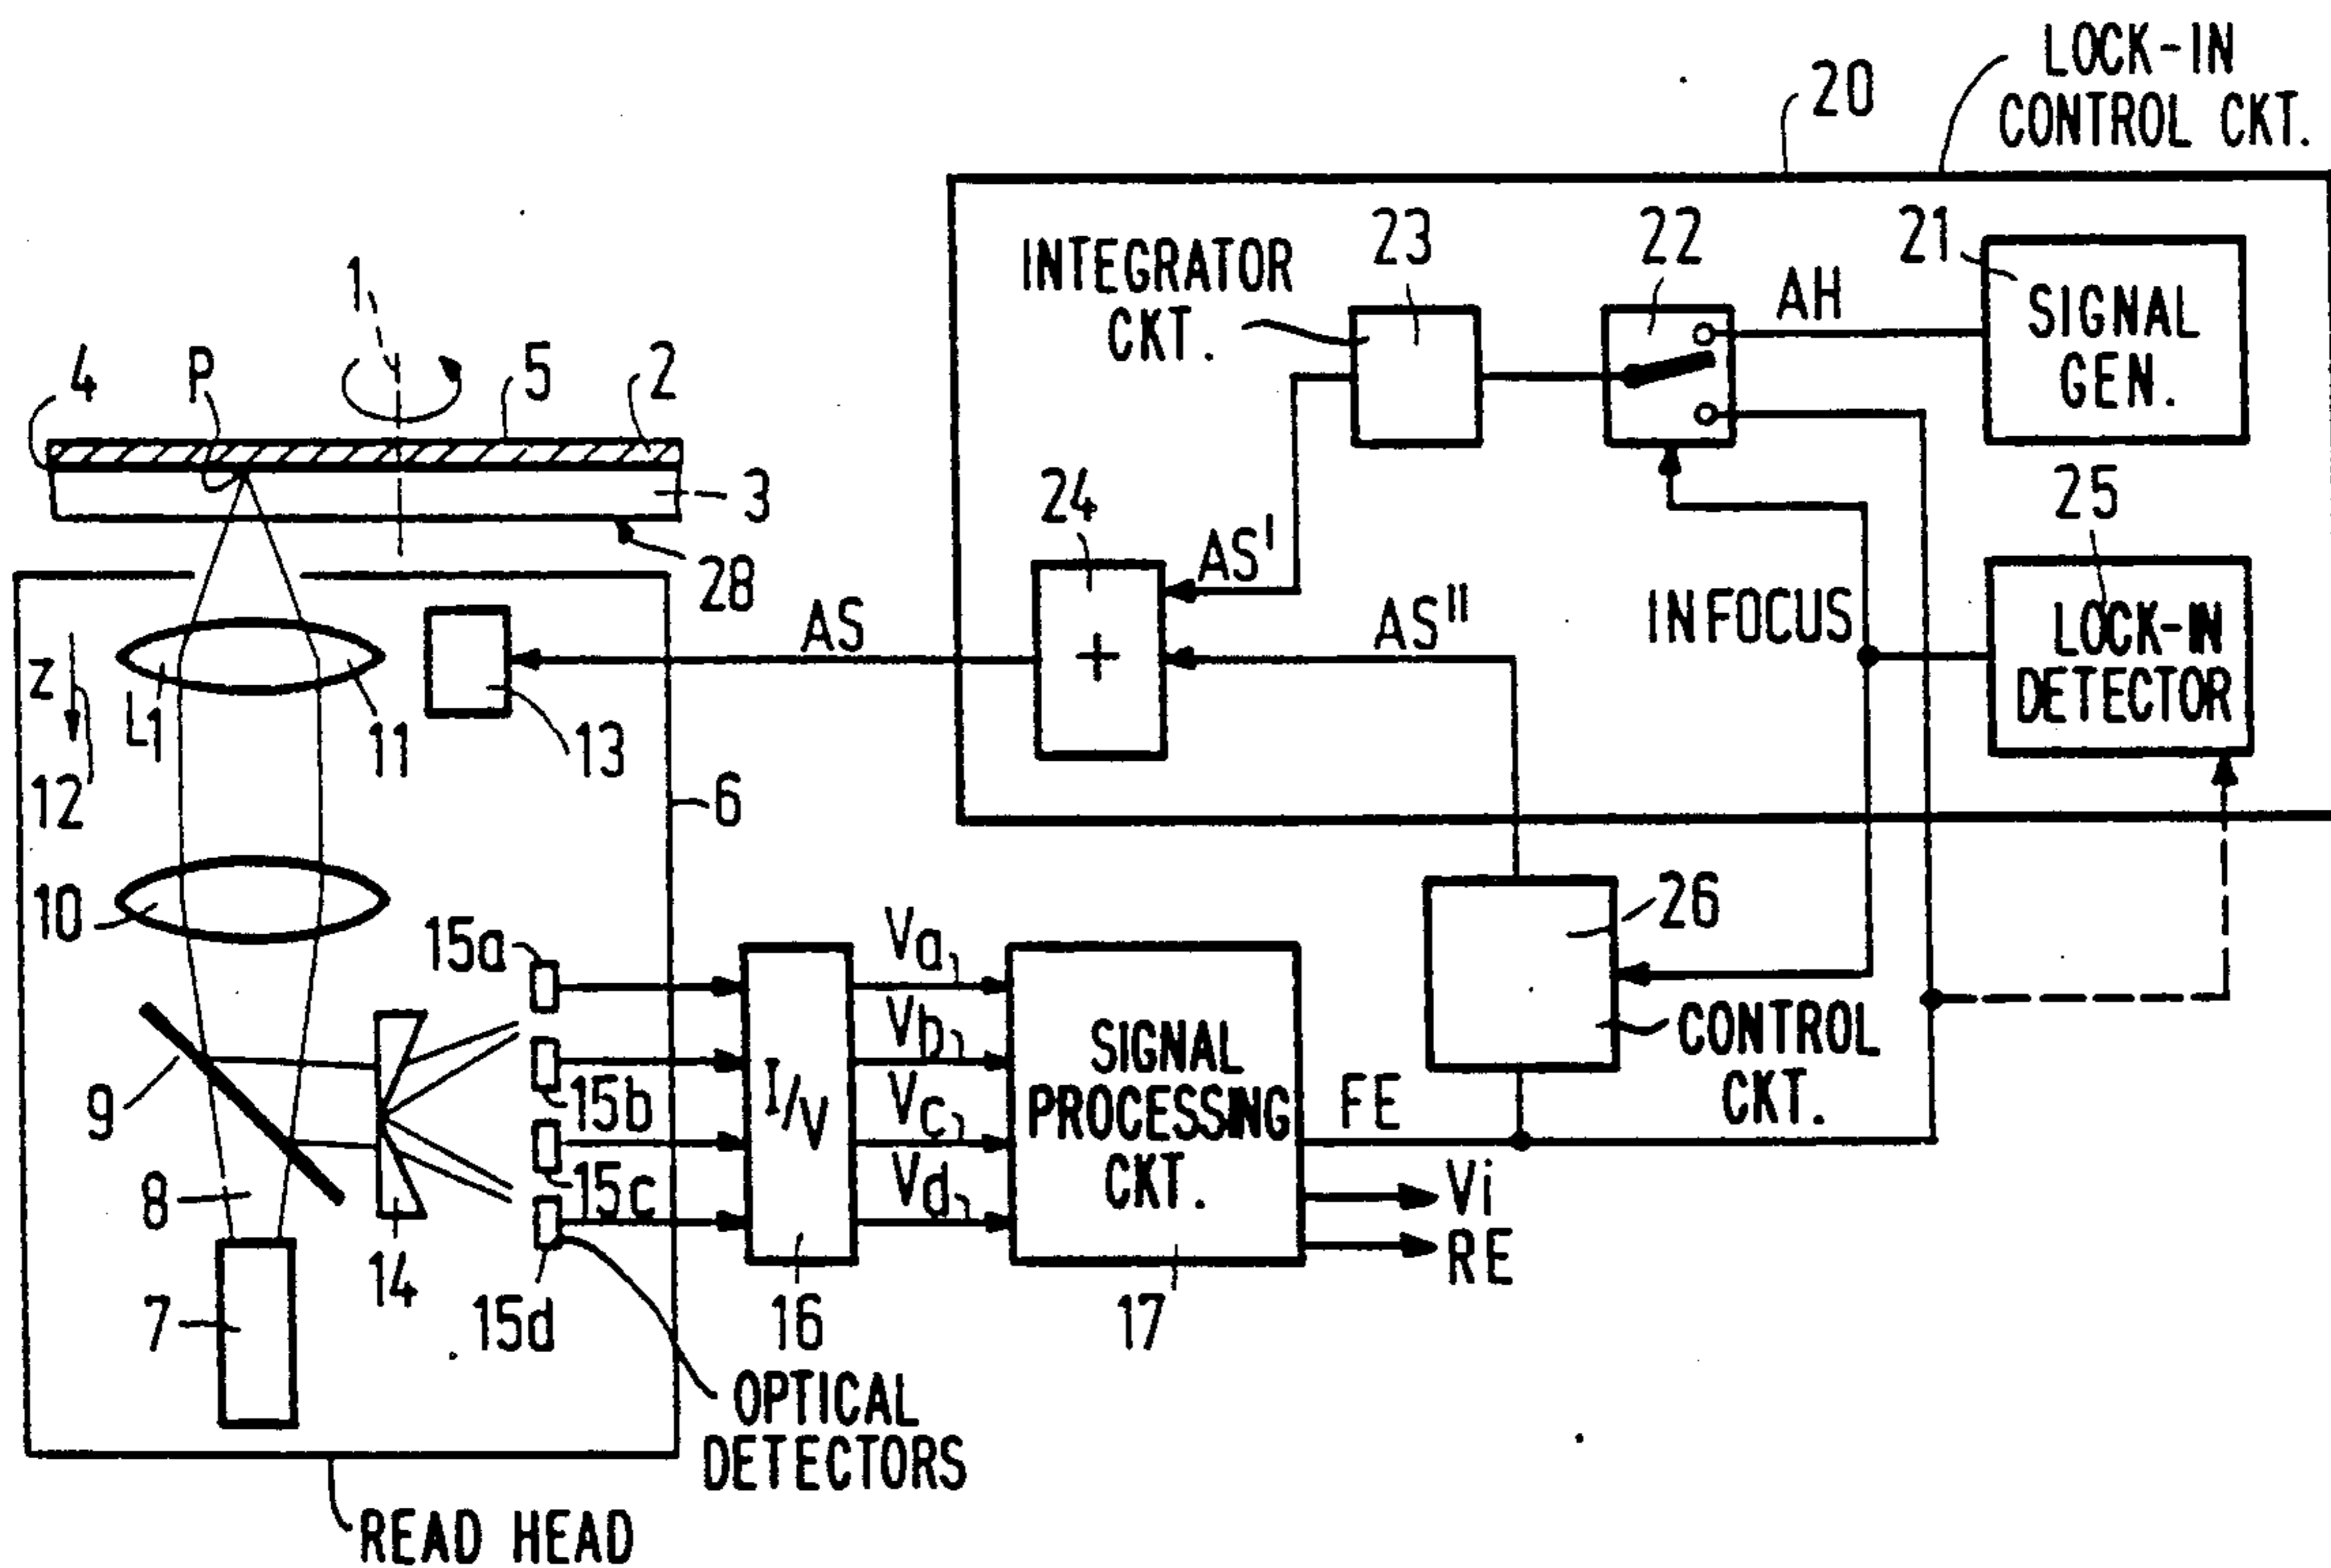 LOCK-IN
CONTROL CKT.
20
INTEGRATOR
CKT.
23
22
21
AH
SIGNAL
GEN.
1
4
P
5
2
3
28
24
AS'
AS"
AS
INFOCUS
25
LOCK-IN
DETECTOR
Z
12
L1
11
13
6
10
15a
15b
15c
15d
Va
Vb
Vc
Vd
I/V
SIGNAL
PROCESSING
CKT.
26
CONTROL
CKT.
FE
Vi
RE
9
8
14
7
16
17
OPTICAL
DETECTORS
READ HEAD
+